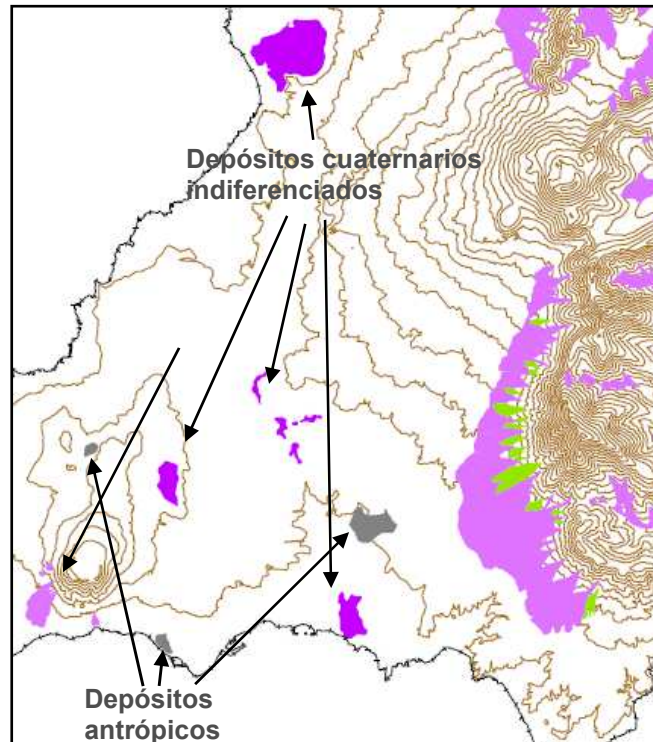 Depósitos cuaternarios
indiferenciados
Depósitos
antrópicos